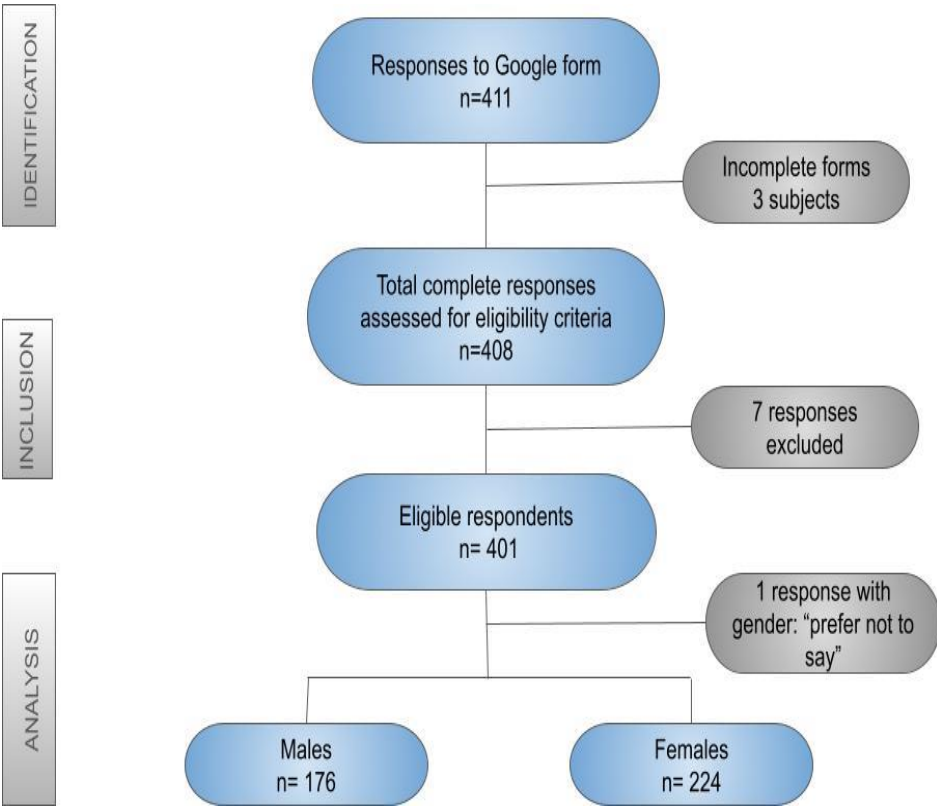 IDENTIFICATION
Responses to Google form
n=411
Incomplete forms
3 subjects
INCLUSION
Total complete responses
assessed for eligibility criteria
n=408
7 responses
excluded
Eligible respondents
n= 401
ANALYSIS
1 response with
gender: “prefer not to
say”
Males
n= 176
Females
n= 224